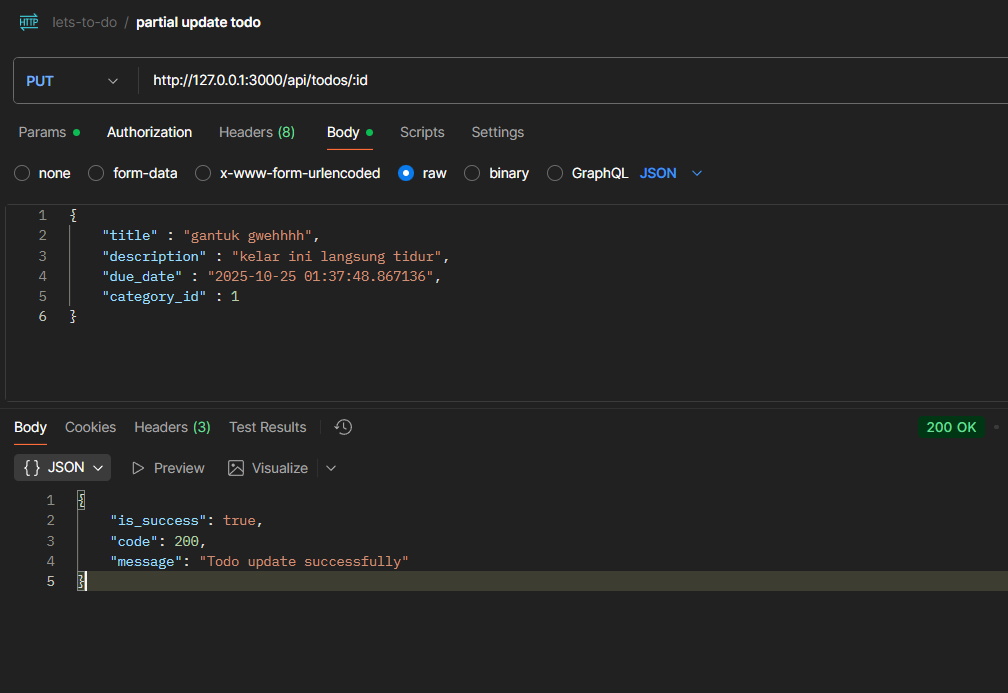 HTTP lets-to-do / partial update todo
PUT http://127.0.0.1:3000/api/todos/:id
Params Authorization Headers (8) Body Scripts Settings
none form-data x-www-form-urlencoded raw binary GraphQL JSON
1 {
2 "title" : "gantuk gwehhhh",
3 "description" : "kelar ini langsung tidur",
4 "due_date" : "2025-10-25 01:37:48.867136",
5 "category_id" : 1
6 }
Body Cookies Headers (3) Test Results 200 OK
{} JSON Preview Visualize
1 {
2 "is_success": true,
3 "code": 200,
4 "message": "Todo update successfully"
5 }